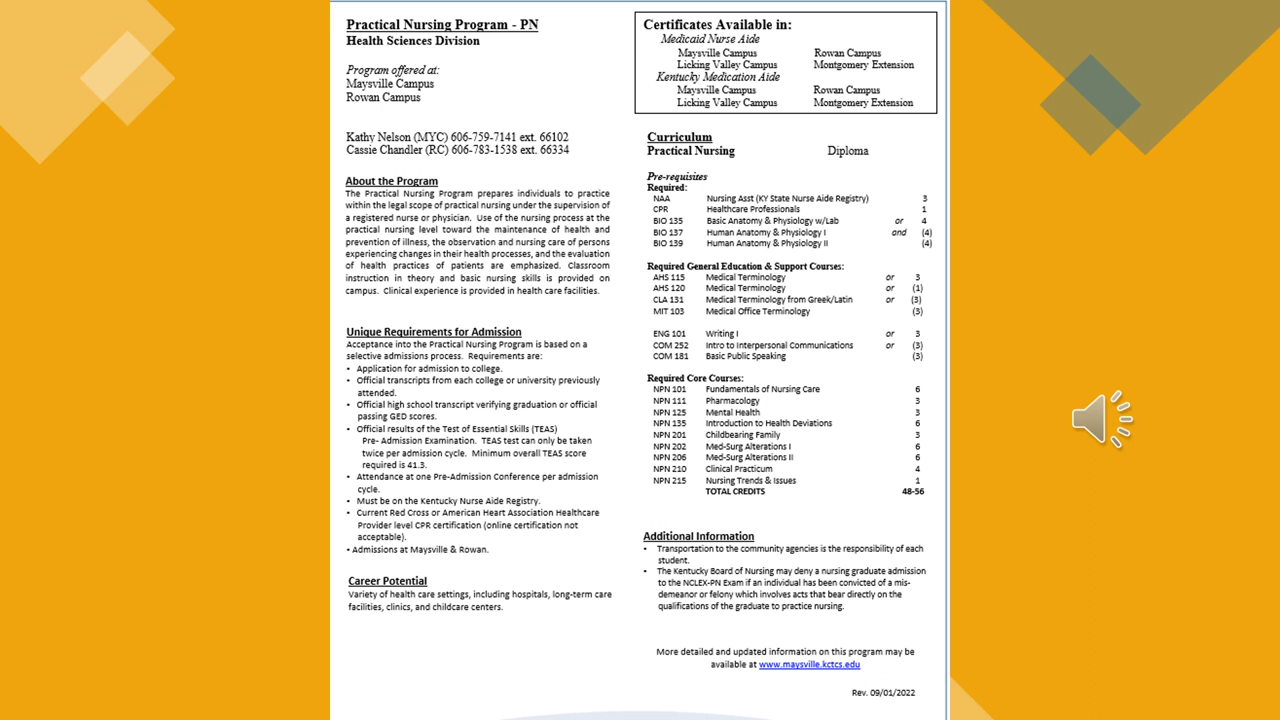 Practical Nursing Program - PN
Health Sciences Division
Program offered at:
Maysville Campus
Rowan Campus
Kathy Nelson (MYC) 606-759-7141 ext. 66102
Cassie Chandler (RC) 606-783-1538 ext. 66334
About the Program
The Practical Nursing Program prepares individuals to practice
within the legal scope of practical nursing under the supervision of
a registered nurse or physician. Use of the nursing process at the
practical nursing level toward the maintenance of health and
prevention of illness, the observation and nursing care of persons
experiencing changes in their health processes, and the evaluation
of health practices of patients are emphasized. Classroom
instruction in theory and basic nursing skills is provided on
campus. Clinical experience is provided in health care facilities.
Unique Requirements for Admission
Acceptance into the Practical Nursing Program is based on a
selective admissions process. Requirements are:
• Application for admission to college.
• Official transcripts from each college or university previously
attended.
• Official high school transcript verifying graduation or official
passing GED scores.
• Official results of the Test of Essential Skills (TEAS)
Pre- Admission Examination. TEAS test can only be taken
twice per admission cycle. Minimum overall TEAS score
required is 41.3.
• Attendance at one Pre-Admission Conference per admission
cycle.
• Must be on the Kentucky Nurse Aide Registry.
• Current Red Cross or American Heart Association Healthcare
Provider level CPR certification (online certification not
acceptable).
• Admissions at Maysville & Rowan.
Career Potential
Variety of health care settings, including hospitals, long-term care
facilities, clinics, and childcare centers.
Certificates Available in:
Medicaid Nurse Aide
Maysville Campus Rowan Campus
Licking Valley Campus Montgomery Extension
Kentucky Medication Aide
Maysville Campus Rowan Campus
Licking Valley Campus Montgomery Extension
Curriculum
Practical Nursing Diploma
Pre-requisites
Required:
NAA Nursing Asst (KY State Nurse Aide Registry) 3
CPR Healthcare Professionals 1
BIO 135 Basic Anatomy & Physiology w/Lab or 4
BIO 137 Human Anatomy & Physiology I and (4)
BIO 139 Human Anatomy & Physiology II (4)
Required General Education & Support Courses:
AHS 115 Medical Terminology or 3
AHS 120 Medical Terminology or (1)
CLA 131 Medical Terminology from Greek/Latin or (3)
MIT 103 Medical Office Terminology (3)
ENG 101 Writing I or 3
COM 252 Intro to Interpersonal Communications or (3)
COM 181 Basic Public Speaking (3)
Required Core Courses:
NPN 101 Fundamentals of Nursing Care 6
NPN 111 Pharmacology 3
NPN 125 Mental Health 3
NPN 135 Introduction to Health Deviations 6
NPN 201 Childbearing Family 3
NPN 202 Med-Surg Alterations I 6
NPN 206 Med-Surg Alterations II 6
NPN 210 Clinical Practicum 4
NPN 215 Nursing Trends & Issues 1
TOTAL CREDITS 48-56
Additional Information
• Transportation to the community agencies is the responsibility of each
student.
• The Kentucky Board of Nursing may deny a nursing graduate admission
to the NCLEX-PN Exam if an individual has been convicted of a mis-
demeanor or felony which involves acts that bear directly on the
qualifications of the graduate to practice nursing.
More detailed and updated information on this program may be
available at www.maysville.kctcs.edu
Rev. 09/01/2022